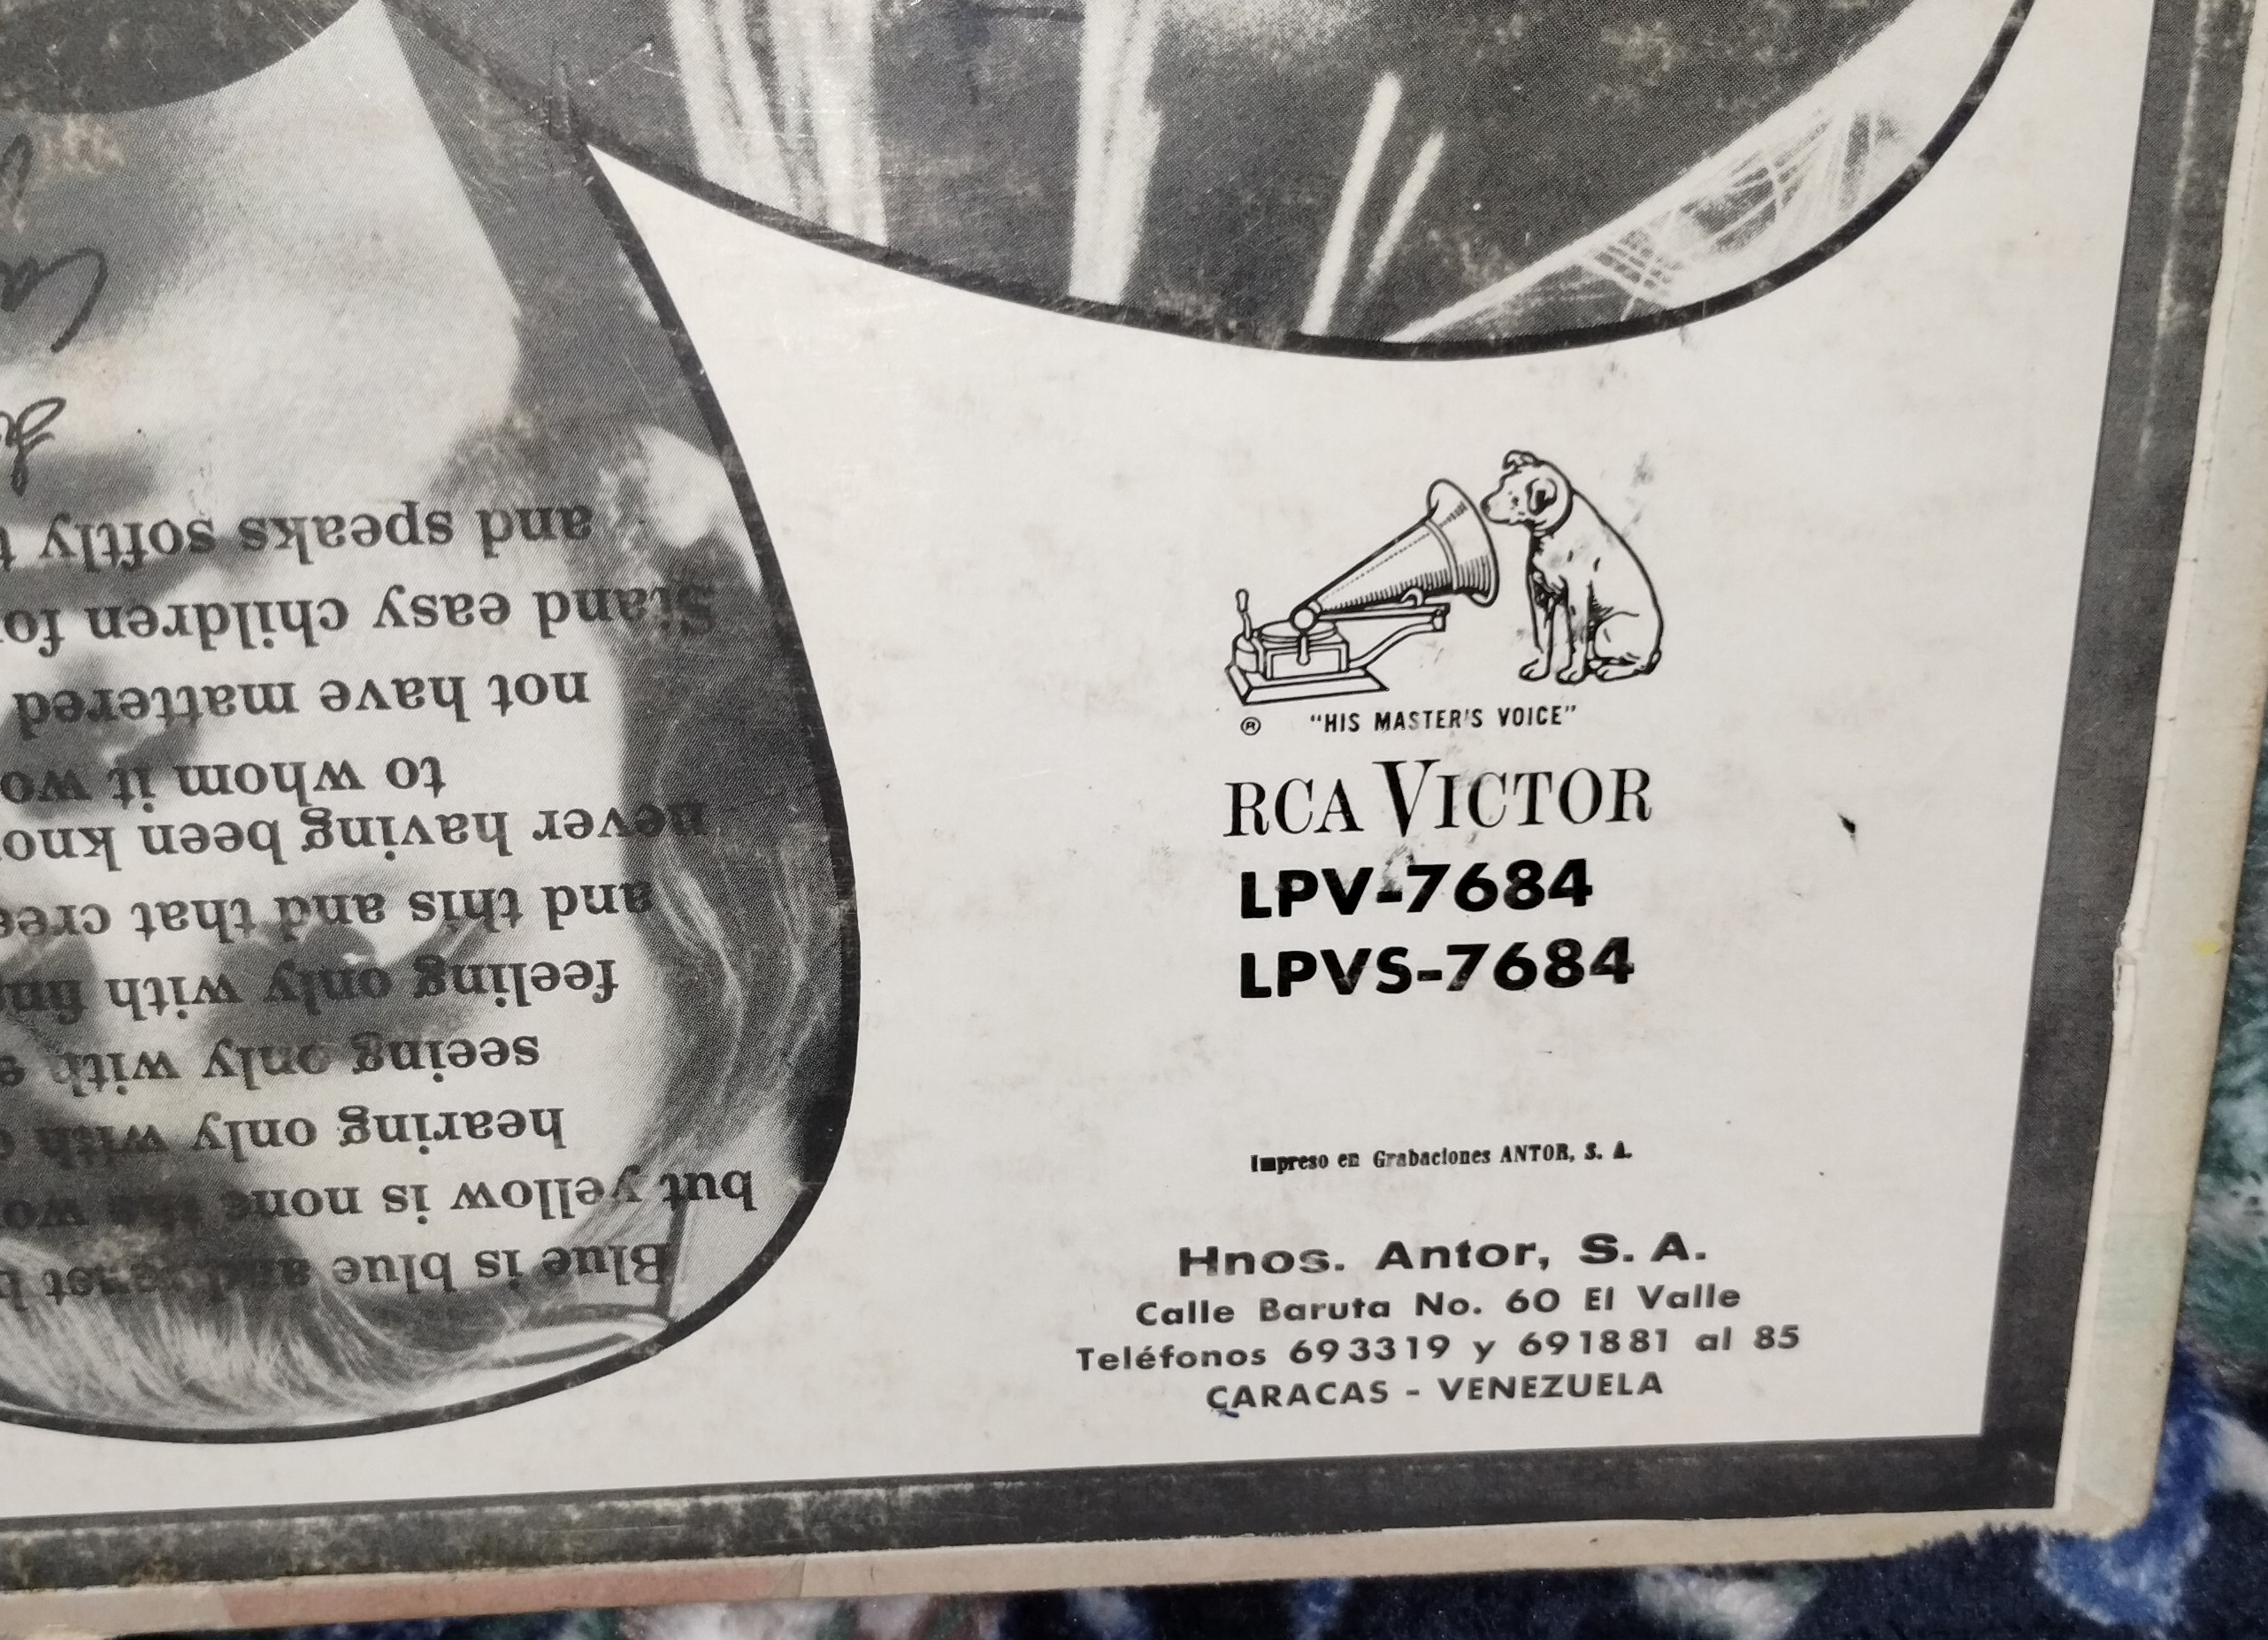 Blue is blue and
but yellow is none the
hearing only with
seeing only with
feeling only with
and this and that
never having been
to whom it
not have mattered
Stand easy children
and speaks softly
® "HIS MASTER'S VOICE"
RCA VICTOR
LPV-7684
LPVS-7684
Impreso en Grabaciones ANTOR, S. A.
Hnos. Antor, S. A.
Calle Baruta No. 60 El Valle
Teléfonos 693319 y 691881 al 85
CARACAS - VENEZUELA